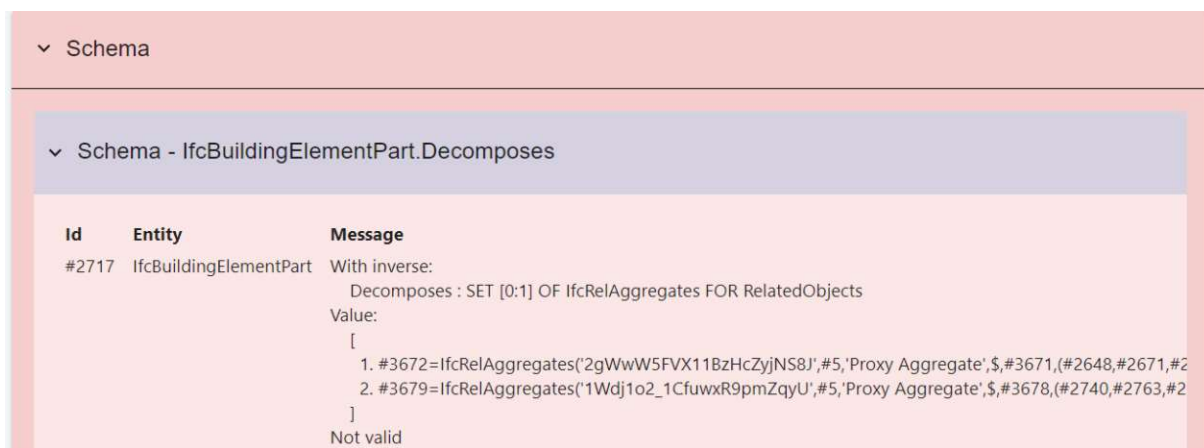 Schema
Schema - IfcBuildingElementPart.Decomposes
Id Entity Message
#2717 IfcBuildingElementPart With inverse:
Decomposes : SET [0:1] OF IfcRelAggregates FOR RelatedObjects
Value:
[
1. #3672=IfcRelAggregates('2gWwW5FVX11BzHcZyjNS8J',#5,'Proxy Aggregate',$,#3671,(#2648,#2671,#2
2. #3679=IfcRelAggregates('1Wdj1o2_1CfuwxR9pmZqyU',#5,'Proxy Aggregate',$,#3678,(#2740,#2763,#2
]
Not valid